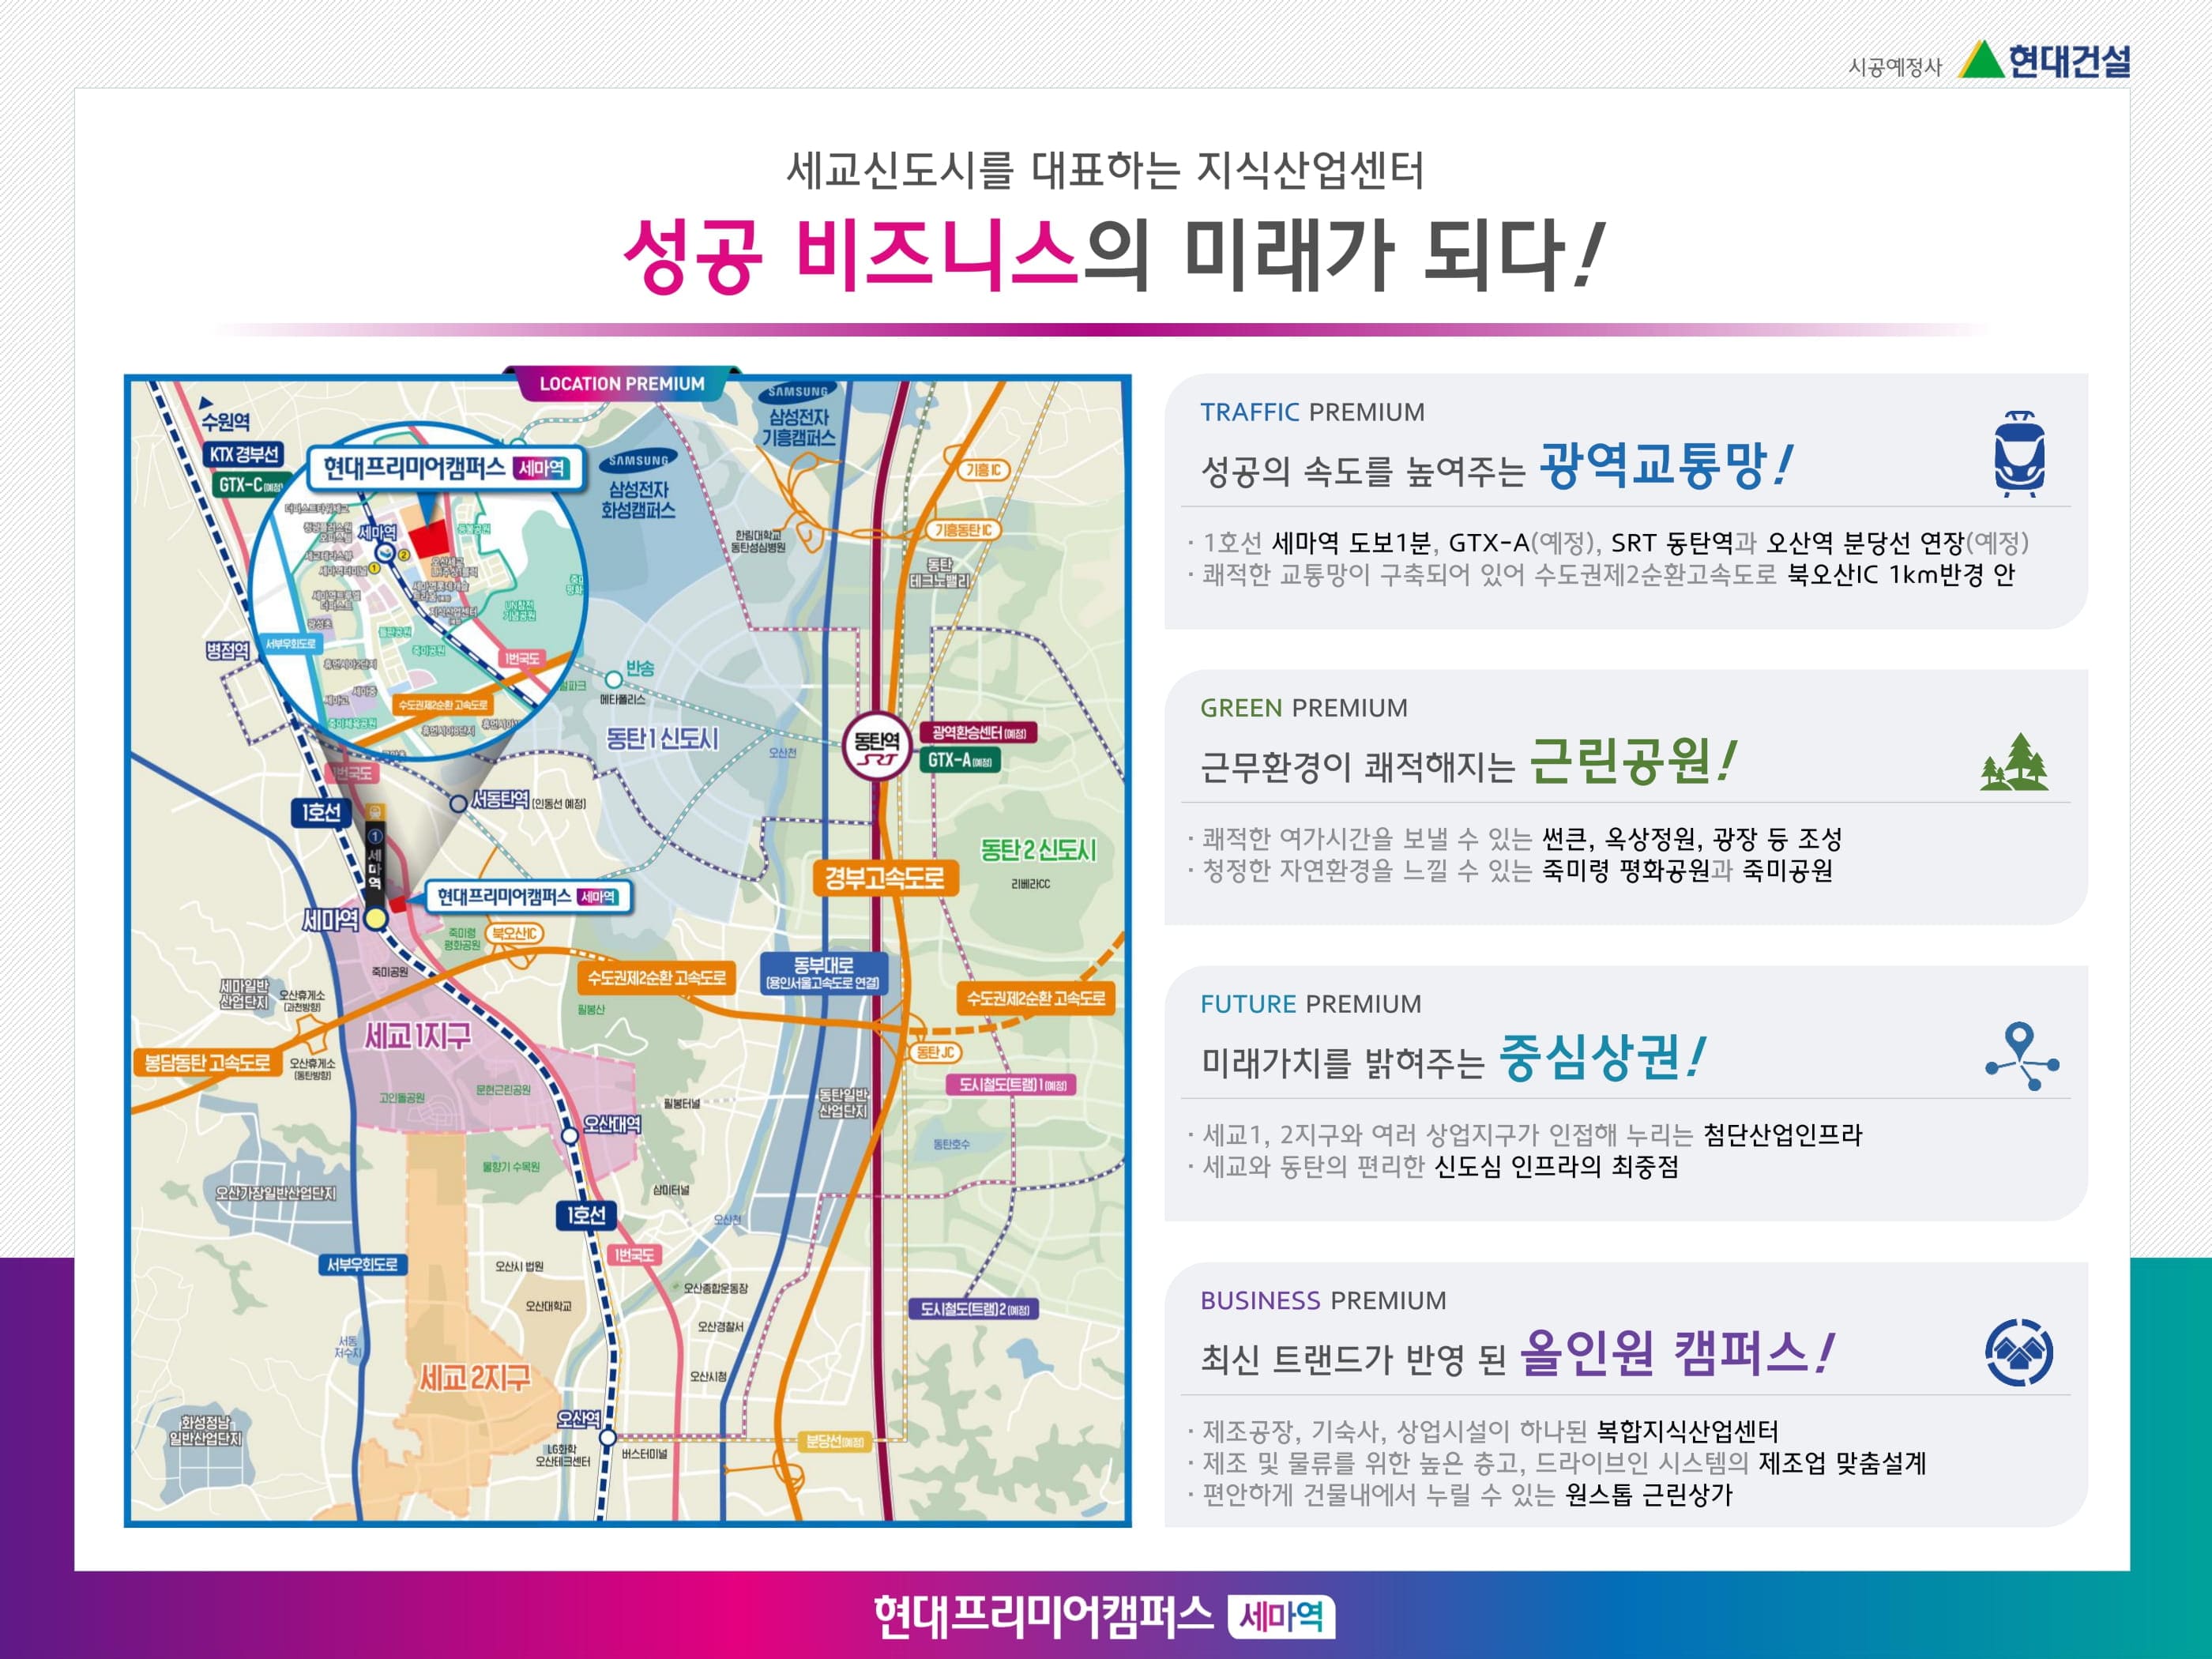 시공예정사 현대건설
세교신도시를 대표하는 지식산업센터
성공 비즈니스의 미래가 되다!
LOCATION PREMIUM
수원역
KTX 경부선
GTX-C(예정)
현대프리미어캠퍼스 세마역
SAMSUNG
삼성전자
화성캠퍼스
SAMSUNG
삼성전자
기흥캠퍼스
기흥IC
기흥동탄IC
한림대학교
동탄성심병원
동탄
테크노밸리
세마역
2
1
서부우회도로
1번국도
수도권제2순환 고속도로
죽미공원
병점역
반송
메타폴리스
동탄1신도시
오산천
동탄역
SRT
광역환승센터(예정)
GTX-A(예정)
1번국도
1호선
서동탄역(인동선 예정)
1
세마역
현대프리미어캠퍼스 세마역
세마역
동탄2신도시
리베라CC
경부고속도로
죽미령
평화공원
북오산IC
죽미공원
수도권제2순환 고속도로
동부대로
(용인서울고속도로 연결)
수도권제2순환 고속도로
세마일반
산업단지
오산휴게소
(과천방향)
필봉산
세교1지구
봉담동탄 고속도로
오산휴게소
(동탄방향)
동탄JC
도시철도(트램)1(예정)
고인돌공원
문헌근린공원
필봉터널
동탄일반
산업단지
오산대역
동탄호수
물향기 수목원
오산가장일반산업단지
삼미터널
1호선
오산천
1번국도
서부우회도로
오산시 법원
오산종합운동장
오산대학교
도시철도(트램)2(예정)
오산경찰서
서동
저수지
세교2지구
오산시청
화성정남
일반산업단지
오산역
LG화학
오산테크센터
버스터미널
분당선(예정)
TRAFFIC PREMIUM
성공의 속도를 높여주는 광역교통망!
· 1호선 세마역 도보1분, GTX-A(예정), SRT 동탄역과 오산역 분당선 연장(예정)
· 쾌적한 교통망이 구축되어 있어 수도권제2순환고속도로 북오산IC 1km반경 안
GREEN PREMIUM
근무환경이 쾌적해지는 근린공원!
· 쾌적한 여가시간을 보낼 수 있는 썬큰, 옥상정원, 광장 등 조성
· 청정한 자연환경을 느낄 수 있는 죽미령 평화공원과 죽미공원
FUTURE PREMIUM
미래가치를 밝혀주는 중심상권!
· 세교1, 2지구와 여러 상업지구가 인접해 누리는 첨단산업인프라
· 세교와 동탄의 편리한 신도심 인프라의 최중점
BUSINESS PREMIUM
최신 트랜드가 반영 된 올인원 캠퍼스!
· 제조공장, 기숙사, 상업시설이 하나된 복합지식산업센터
· 제조 및 물류를 위한 높은 층고, 드라이브인 시스템의 제조업 맞춤설계
· 편안하게 건물내에서 누릴 수 있는 원스톱 근린상가
현대프리미어캠퍼스 세마역